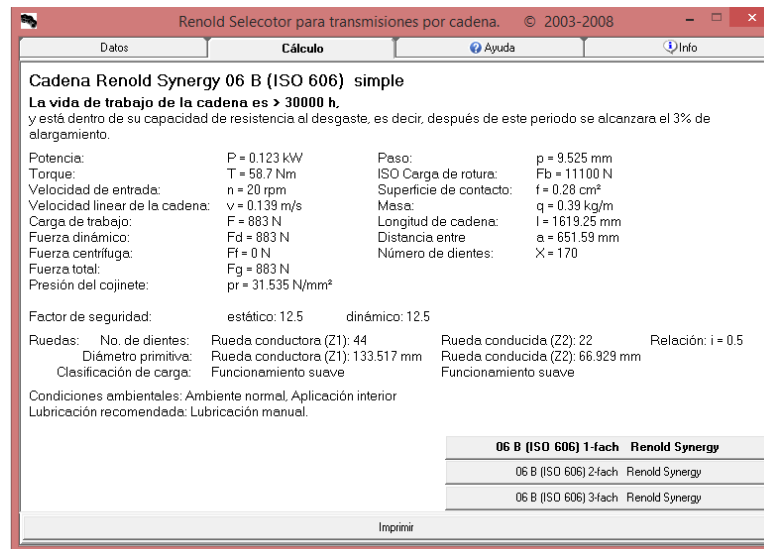 Renold Selecotor para transmisiones por cadena. © 2003-2008
Datos Cálculo Ayuda Info
Cadena Renold Synergy 06 B (ISO 606) simple
La vida de trabajo de la cadena es > 30000 h,
y está dentro de su capacidad de resistencia al desgaste, es decir, después de este periodo se alcanzara el 3% de
alargamiento.
Potencia: P = 0.123 kW Paso: p = 9.525 mm
Torque: T = 58.7 Nm ISO Carga de rotura: Fb = 11100 N
Velocidad de entrada: n = 20 rpm Superficie de contacto: f = 0.28 cm²
Velocidad linear de la cadena: v = 0.139 m/s Masa: q = 0.39 kg/m
Carga de trabajo: F = 883 N Longitud de cadena: l = 1619.25 mm
Fuerza dinámico: Fd = 883 N Distancia entre a = 651.59 mm
Fuerza centrífuga: Ff = 0 N Número de dientes: X = 170
Fuerza total: Fg = 883 N
Presión del cojinete: pr = 31.535 N/mm²
Factor de seguridad: estático: 12.5 dinámico: 12.5
Ruedas: No. de dientes: Rueda conductora (Z1): 44 Rueda conducida (Z2): 22 Relación: i = 0.5
Diámetro primitiva: Rueda conductora (Z1): 133.517 mm Rueda conducida (Z2): 66.929 mm
Clasificación de carga: Funcionamiento suave Funcionamiento suave
Condiciones ambientales: Ambiente normal, Aplicación interior
Lubricación recomendada: Lubricación manual.
06 B (ISO 606) 1-fach Renold Synergy
06 B (ISO 606) 2-fach Renold Synergy
06 B (ISO 606) 3-fach Renold Synergy
Imprimir